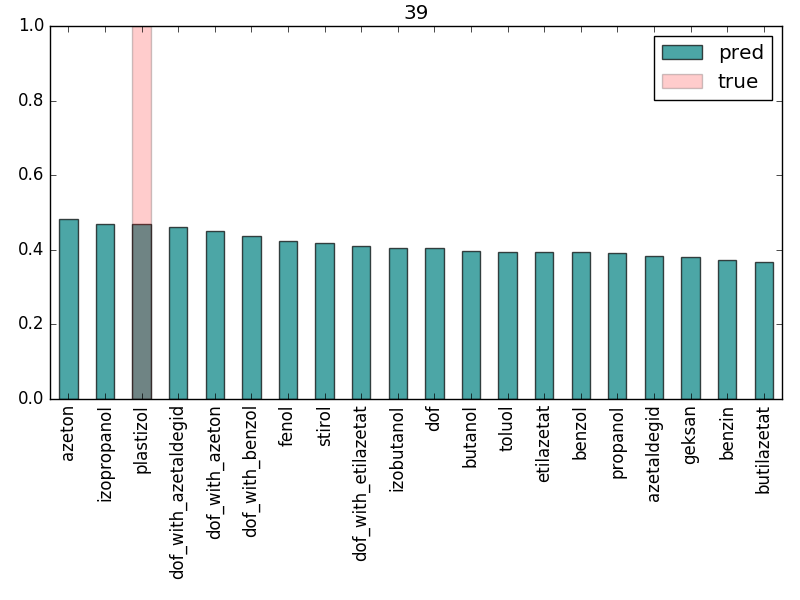 39
1.0
0.8
0.6
0.4
0.2
0.0
pred
true
azeton
izopropanol
plastizol
dof_with_azetaldegid
dof_with_azeton
dof_with_benzol
fenol
stirol
dof_with_etilazetat
izobutanol
dof
butanol
toluol
etilazetat
benzol
propanol
azetaldegid
geksan
benzin
butilazetat